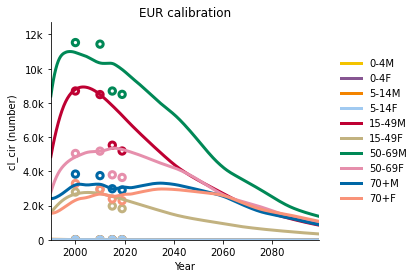 EUR calibration
cl_cir (number)
12k
10k
8.0k
6.0k
4.0k
2.0k
0
2000
2020
2040
2060
2080
Year
0-4M
0-4F
5-14M
5-14F
15-49M
15-49F
50-69M
50-69F
70+M
70+F